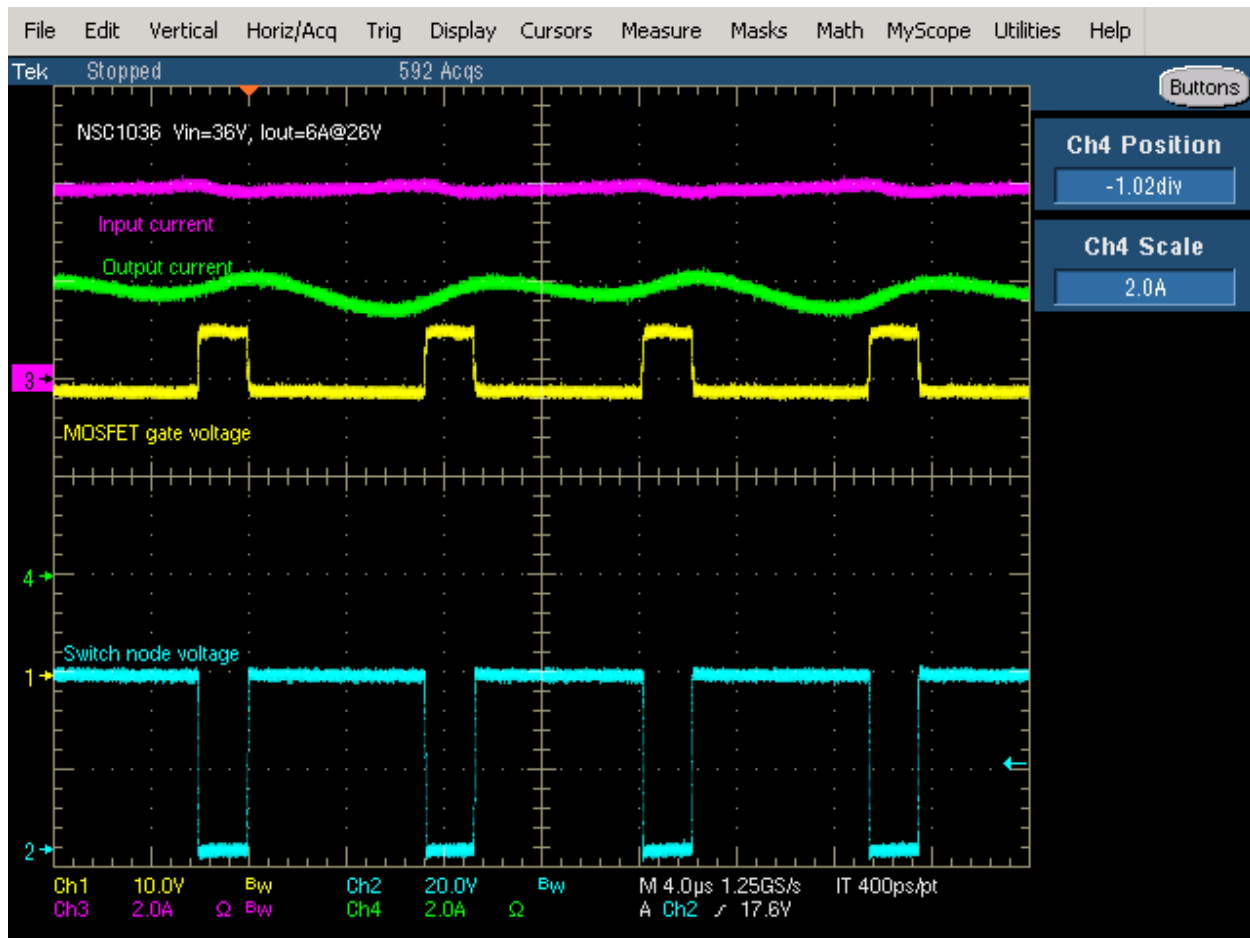 File Edit Vertical Horiz/Acq Trig Display Cursors Measure Masks Math MyScope Utilities Help
Tek Stopped 592 Acqs
Buttons
NSC1036 Vin=36V, Iout=6A@26V
Ch4 Position
-1.02div
Input current
Ch4 Scale
Output current
2.0A
3
MOSFET gate voltage
4
Switch node voltage
1
2
Ch1 10.0V BW Ch2 20.0V BW M 4.0µs 1.25GS/s IT 400ps/pt
Ch3 2.0A Ω BW Ch4 2.0A Ω A Ch2 ƒ 17.6V